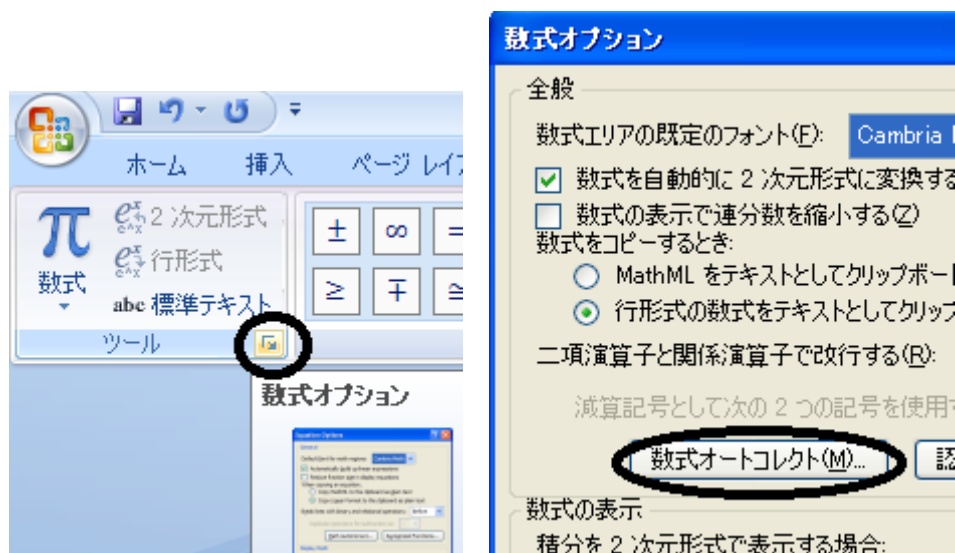 ホーム 挿入 ページ レイ
π 数式
2 次元形式
行形式
abc 標準テキスト
± ∞ =
≥ ∓ ≅
ツール
数式オプション
数式オプション
全般
数式エリアの既定のフォント(F): Cambria
数式を自動的に 2 次元形式に変換する
数式の表示で連分数を縮小する(Z)
数式をコピーするとき:
MathML をテキストとしてクリップボード
行形式の数式をテキストとしてクリップ
二項演算子と関係演算子で改行する(R):
減算記号として次の 2 つの記号を使用す
数式オートコレクト(M)... 認
数式の表示
積分を 2 次元形式で表示する場合: